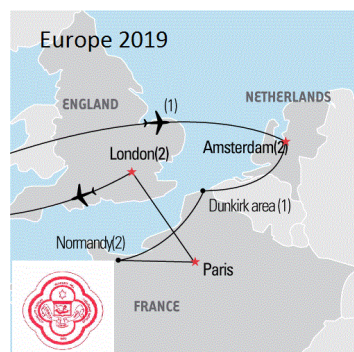 Europe 2019
(1)
ENGLAND
NETHERLANDS
London(2)
Amsterdam(2)
Dunkirk area (1)
Normandy(2)
Paris
FRANCE